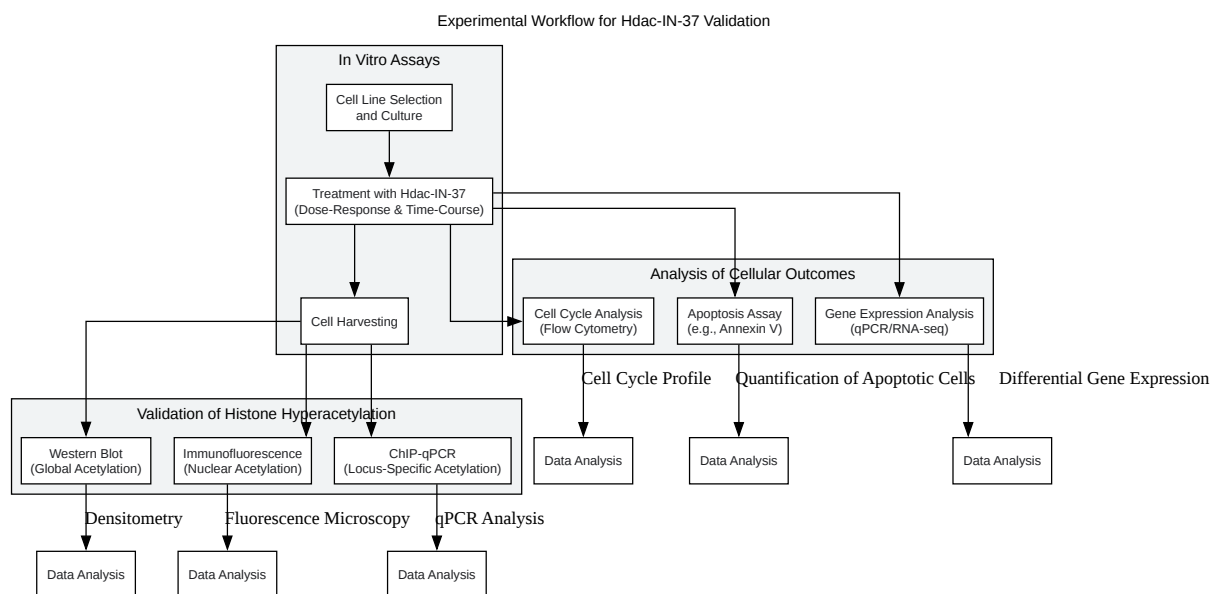 Experimental Workflow for Hdac-IN-37 Validation
In Vitro Assays
Cell Line Selection
and Culture
Treatment with Hdac-IN-37
(Dose-Response & Time-Course)
Analysis of Cellular Outcomes
Cell Harvesting
Cell Cycle Analysis
(Flow Cytometry)
Apoptosis Assay
(e.g., Annexin V)
Gene Expression Analysis
(qPCR/RNA-seq)
Cell Cycle Profile
Quantification of Apoptotic Cells
Differential Gene Expression
Validation of Histone Hyperacetylation
Western Blot
(Global Acetylation)
Immunofluorescence
(Nuclear Acetylation)
ChIP-qPCR
(Locus-Specific Acetylation)
Data Analysis
Data Analysis
Data Analysis
Densitometry
Fluorescence Microscopy
qPCR Analysis
Data Analysis
Data Analysis
Data Analysis